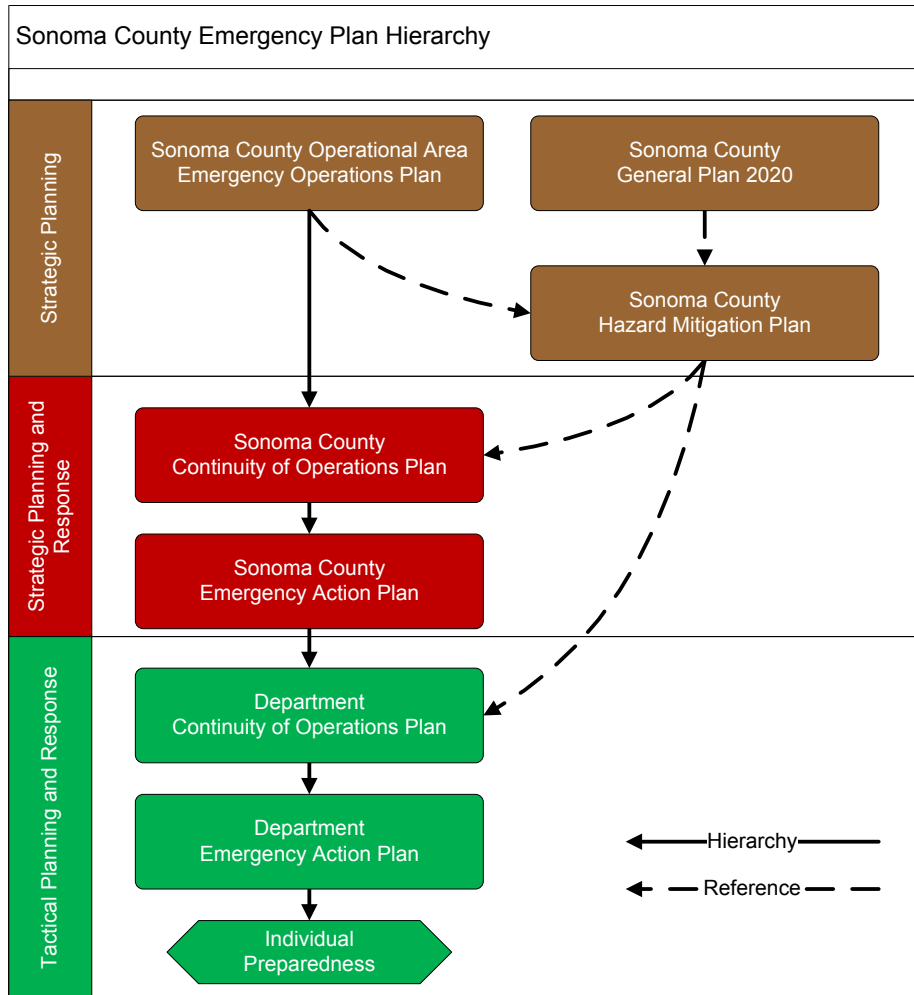 Sonoma County Emergency Plan Hierarchy
Strategic Planning
Sonoma County Operational Area
Emergency Operations Plan
Sonoma County
General Plan 2020
Sonoma County
Hazard Mitigation Plan
Strategic Planning and
Response
Sonoma County
Continuity of Operations Plan
Sonoma County
Emergency Action Plan
Tactical Planning and Response
Department
Continuity of Operations Plan
Department
Emergency Action Plan
Individual
Preparedness
Hierarchy
Reference